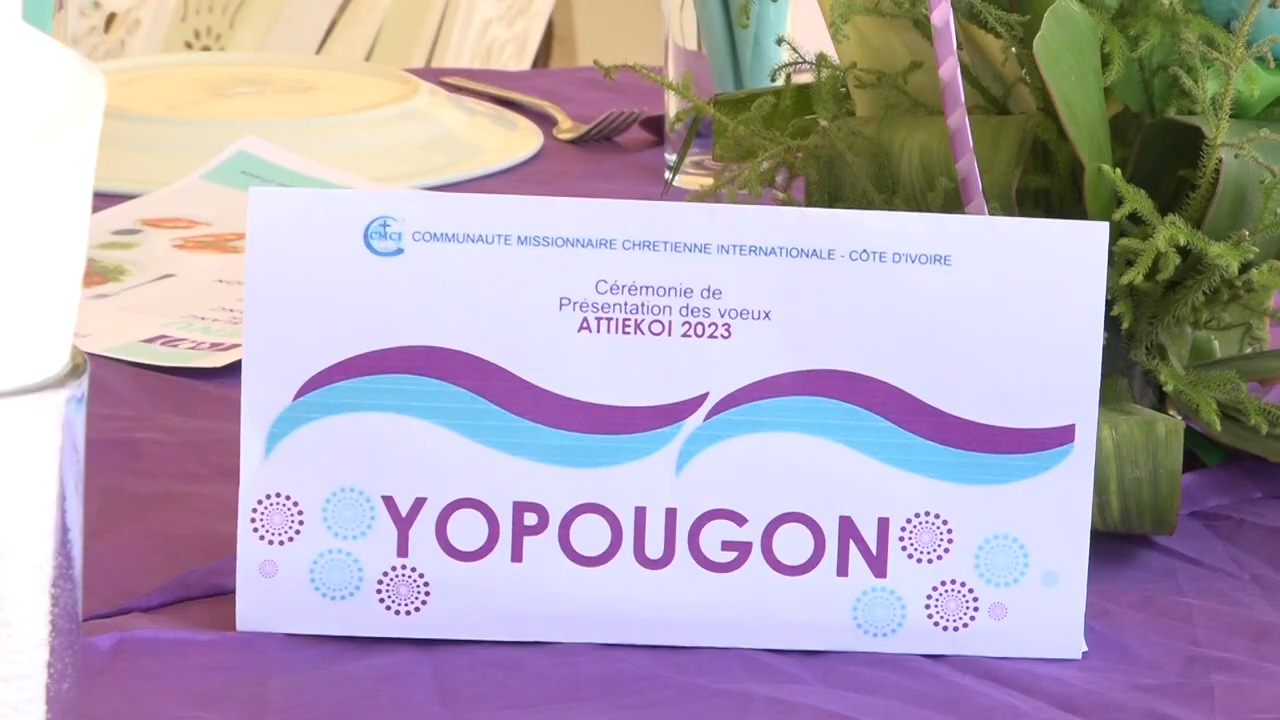 CMCI
COMMUNAUTE MISSIONNAIRE CHRETIENNE INTERNATIONALE - CÔTE D'IVOIRE
Cérémonie de
Présentation des voeux
ATTIEKOI 2023
YOPOUGON